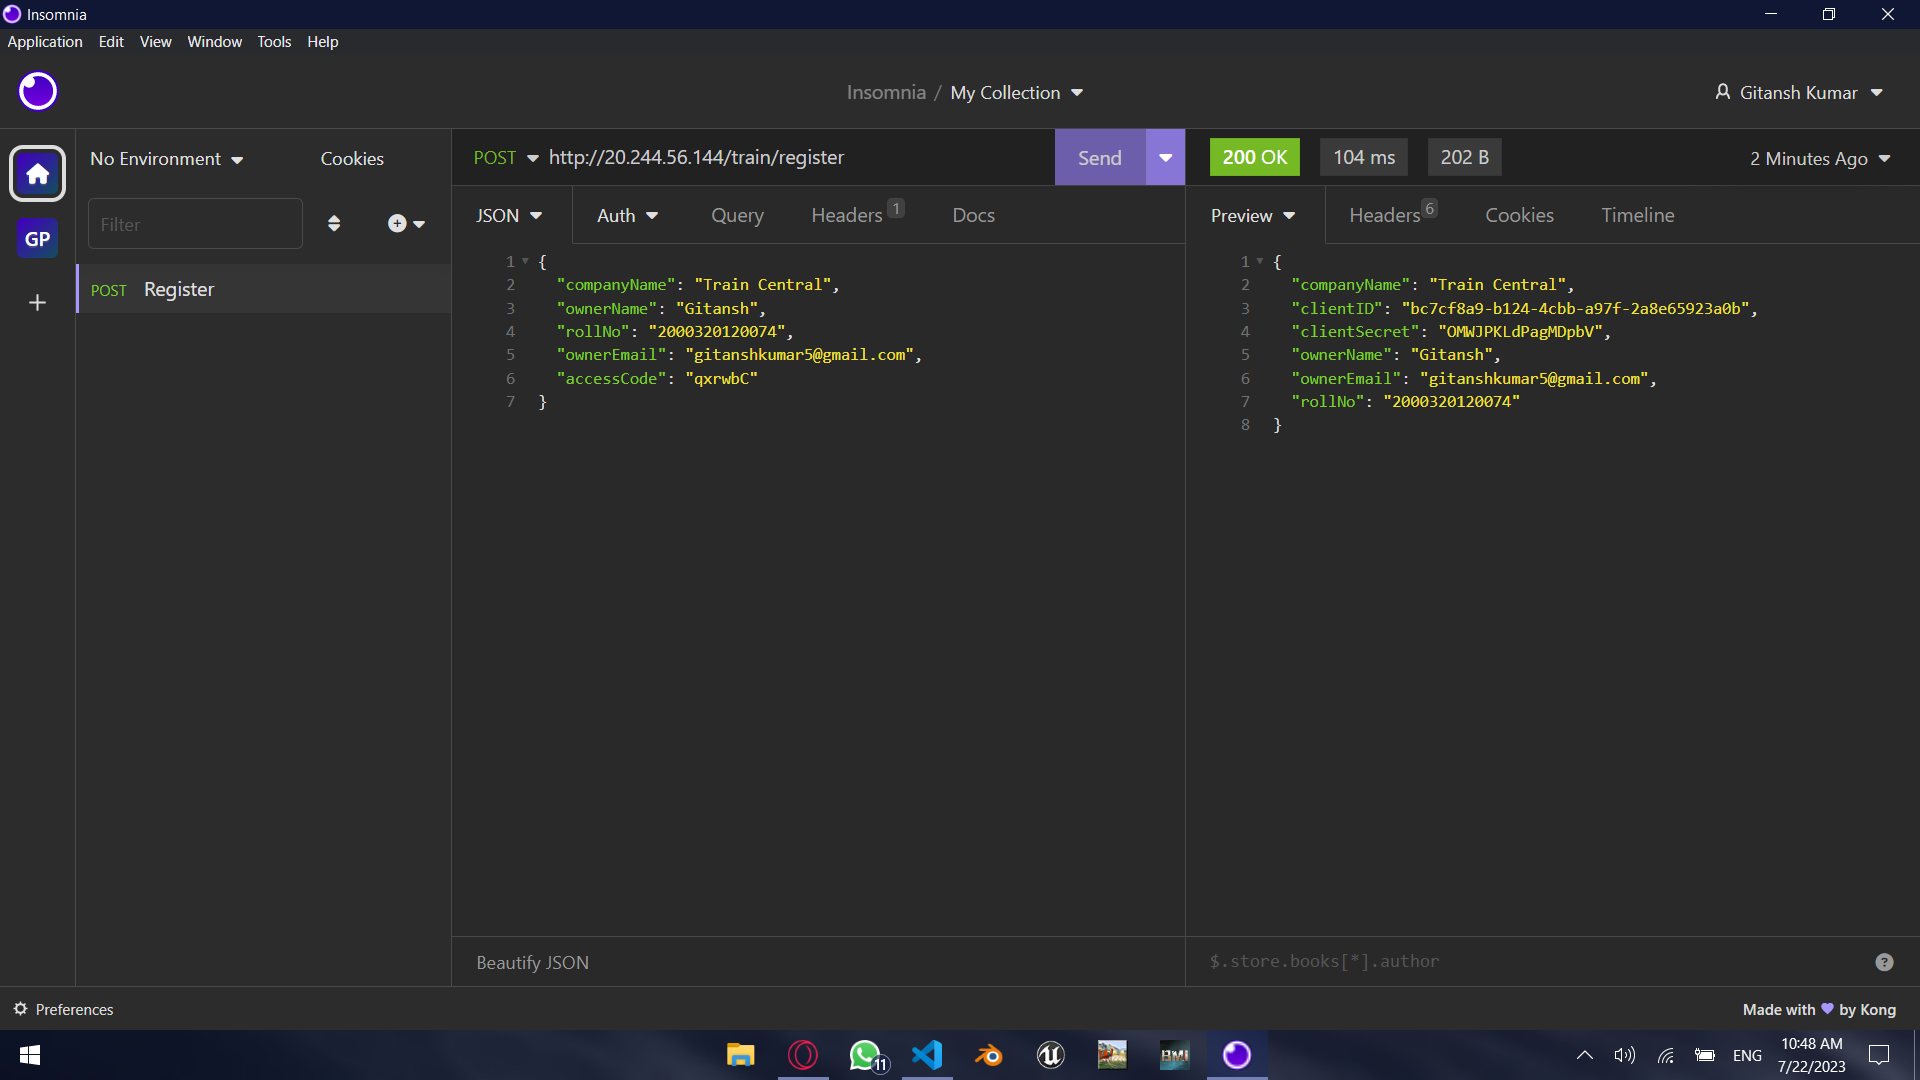 Insomnia
Application Edit View Window Tools Help
Insomnia / My Collection
Gitansh Kumar
No Environment Cookies
POST http://20.244.56.144/train/register Send
200 OK 104 ms 202 B 2 Minutes Ago
Filter
GP
POST Register
JSON Auth Query Headers 1 Docs
1 {
2 "companyName": "Train Central",
3 "ownerName": "Gitansh",
4 "rollNo": "2000320120074",
5 "ownerEmail": "gitanshkumar5@gmail.com",
6 "accessCode": "qxrwbC"
7 }
Beautify JSON
Preview Headers 6 Cookies Timeline
1 {
2 "companyName": "Train Central",
3 "clientID": "bc7cf8a9-b124-4cbb-a97f-2a8e65923a0b",
4 "clientSecret": "OMWJPKLdPagMDpbV",
5 "ownerName": "Gitansh",
6 "ownerEmail": "gitanshkumar5@gmail.com",
7 "rollNo": "2000320120074"
8 }
$.store.books[*].author
?
Preferences
Made with 💜 by Kong
11
BMI
ENG
10:48 AM
7/22/2023